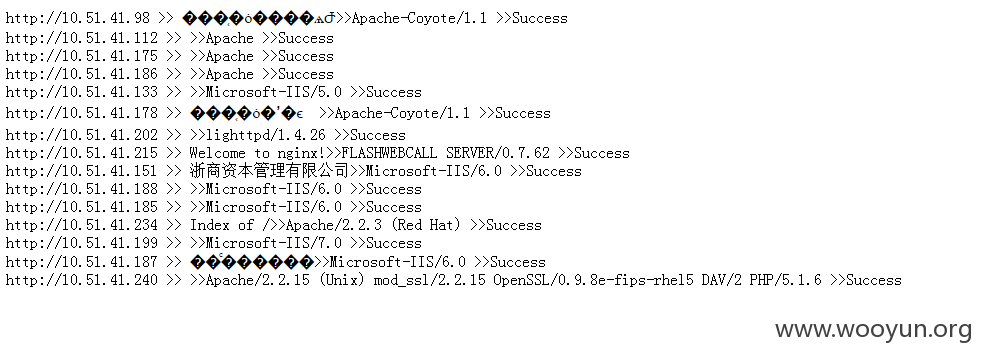 http://10.51.41.98 >> >>Apache-Coyote/1.1 >>Success
http://10.51.41.112 >> >>Apache >>Success
http://10.51.41.175 >> >>Apache >>Success
http://10.51.41.186 >> >>Apache >>Success
http://10.51.41.133 >> >>Microsoft-IIS/5.0 >>Success
http://10.51.41.178 >> >>Apache-Coyote/1.1 >>Success
http://10.51.41.202 >> >>lighttpd/1.4.26 >>Success
http://10.51.41.215 >> Welcome to nginx!>>FLASHWEBCALL SERVER/0.7.62 >>Success
http://10.51.41.151 >> 浙商资本管理有限公司>>Microsoft-IIS/6.0 >>Success
http://10.51.41.188 >> >>Microsoft-IIS/6.0 >>Success
http://10.51.41.185 >> >>Microsoft-IIS/6.0 >>Success
http://10.51.41.234 >> Index of />>Apache/2.2.3 (Red Hat) >>Success
http://10.51.41.199 >> >>Microsoft-IIS/7.0 >>Success
http://10.51.41.187 >> >>Microsoft-IIS/6.0 >>Success
http://10.51.41.240 >> >>Apache/2.2.15 (Unix) mod_ssl/2.2.15 OpenSSL/0.9.8e-fips-rhel5 DAV/2 PHP/5.1.6 >>Success
www.wooyun.org